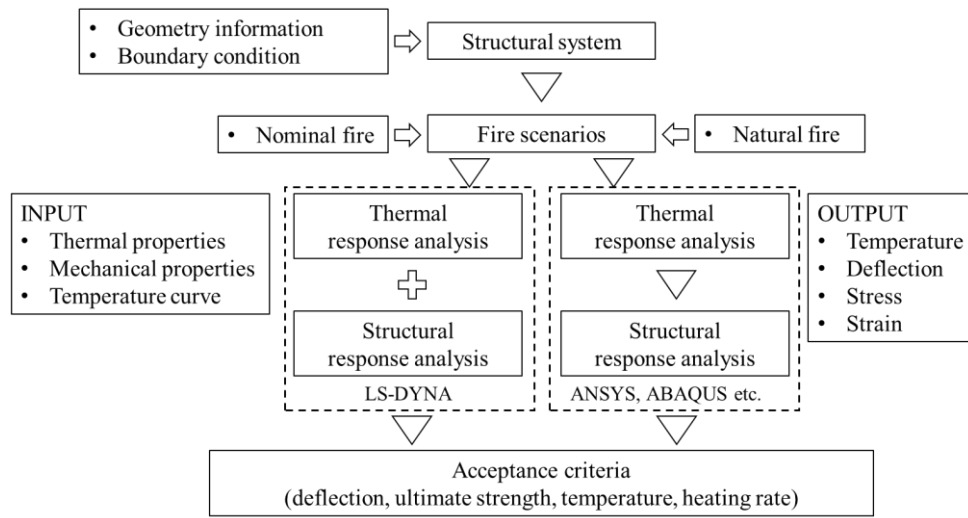 • Geometry information
• Boundary condition
Structural system
• Nominal fire
Fire scenarios
• Natural fire
INPUT
• Thermal properties
• Mechanical properties
• Temperature curve
Thermal
response analysis
Structural
response analysis
LS-DYNA
Thermal
response analysis
Structural
response analysis
ANSYS, ABAQUS etc.
OUTPUT
• Temperature
• Deflection
• Stress
• Strain
Acceptance criteria
(deflection, ultimate strength, temperature, heating rate)